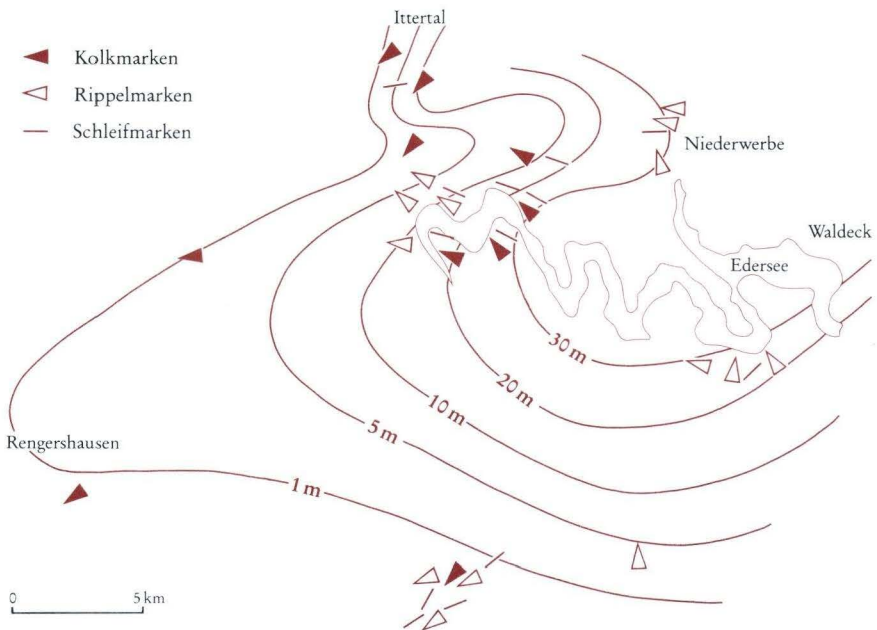 Ittertal
Kolkmarken
Rippelmarken
Schleifmarken
Niederwerbe
Waldeck
Edersee
30 m
20 m
10 m
5 m
Rengershausen
1 m
0 5 km